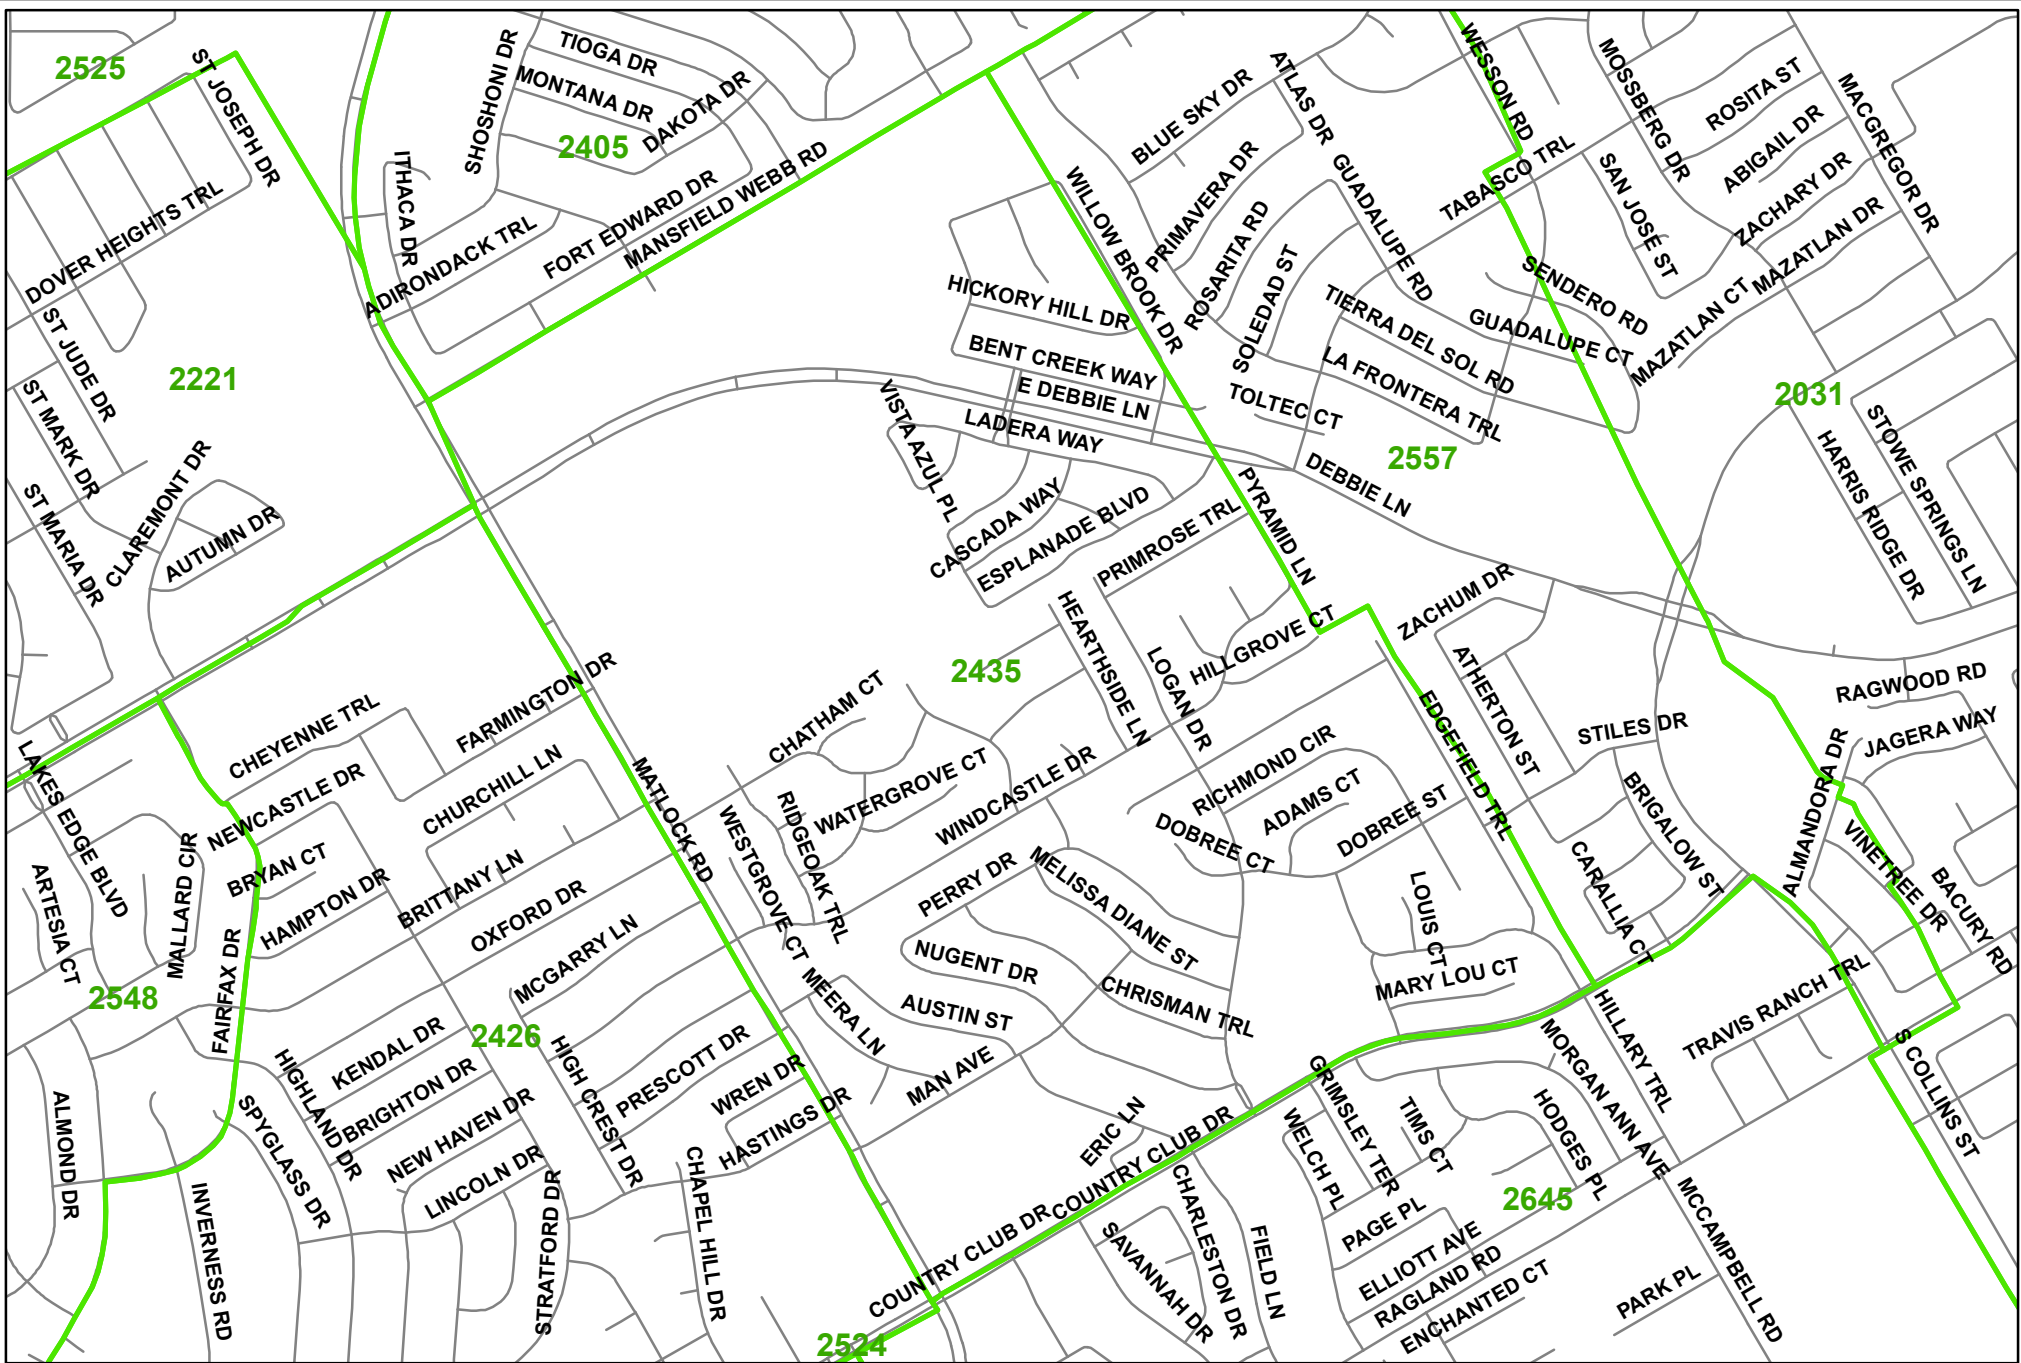 2525
ST JOSEPH DR
SHOSHONI DR
TIOGA DR
MONTANA DR
DAKOTA DR
2405
ITHACA DR
DOVER HEIGHTS TRL
ADIRONDACK TRL
FORT EDWARD DR
MANSFIELD WEBB RD
BLUE SKY DR
ATLAS DR
WESSON RD
MOSSBERG DR
ROSITA ST
ABIGAIL DR
MACGREGOR DR
TABASCO TRL
SAN JOSE ST
ZACHARY DR
MAZATLAN DR
WILLOW BROOK DR
PRIMAVERA DR
ROSARITA RD
SOLEDAD ST
GUADALUPE RD
SENDERO RD
GUADALUPE CT
MAZATLAN CT
ST JUDE DR
2221
HICKORY HILL DR
BENT CREEK WAY
E DEBBIE LN
LADERA WAY
TIERRA DEL SOL RD
LA FRONTERA TRL
TOLTEC CT
2557
2031
ST MARK DR
CLAREMONT DR
ST MARIA DR
AUTUMN DR
VISTA AZUL PL
CASCADA WAY
ESPLANADE BLVD
PRIMROSE TRL
PYRAMID LN
DEBBIE LN
HARRIS RIDGE DR
STOWE SPRINGS LN
HEARTHSIDE LN
LOGAN DR
HILLGROVE CT
ZACHUM DR
2435
CHEYENNE TRL
FARMINGTON DR
CHATHAM CT
ATHERTON ST
EDGEFIELD TRL
RAGWOOD RD
STILES DR
JAGERA WAY
LAKES EDGE BLVD
NEWCASTLE DR
CHURCHILL LN
MATLOCK RD
RIDGEOAK TRL
WATERGROVE CT
WINDCASTLE DR
RICHMOND CIR
ADAMS CT
DOBREE ST
DOBREE CT
BRIGALOW ST
ALMANDORA DR
MALLARD CIR
BRYAN CT
HAMPTON DR
BRITTANY LN
OXFORD DR
WESTGROVE CT
PERRY DR
MELISSA DIANE ST
LOUIS CT
CARALLIA CT
VINETREE DR
BACURY RD
ARTESIA CT
2548
FAIRFAX DR
MCGARRY LN
NUGENT DR
MEERA LN
AUSTIN ST
CHRISMAN TRL
MARY LOU CT
TRAVIS RANCH TRL
2426
KENDAL DR
HIGHLAND DR
BRIGHTON DR
HIGH CREST DR
PRESCOTT DR
WREN DR
HASTINGS DR
MAN AVE
HILLARY TRL
MORGAN ANN AVE
S COLLINS ST
ALMOND DR
SPYGLASS DR
NEW HAVEN DR
LINCOLN DR
ERIC LN
COUNTRY CLUB DR
GRIMSLEY TER
WELCH PL
TIMS CT
HODGES PL
2645
INVERNESS RD
STRATFORD DR
CHAPEL HILL DR
COUNTRY CLUB DR
SAVANNAH DR
CHARLESTON DR
FIELD LN
PAGE PL
ELLIOTT AVE
RAGLAND RD
ENCHANTED CT
PARK PL
MCCAMPBELL RD
2524